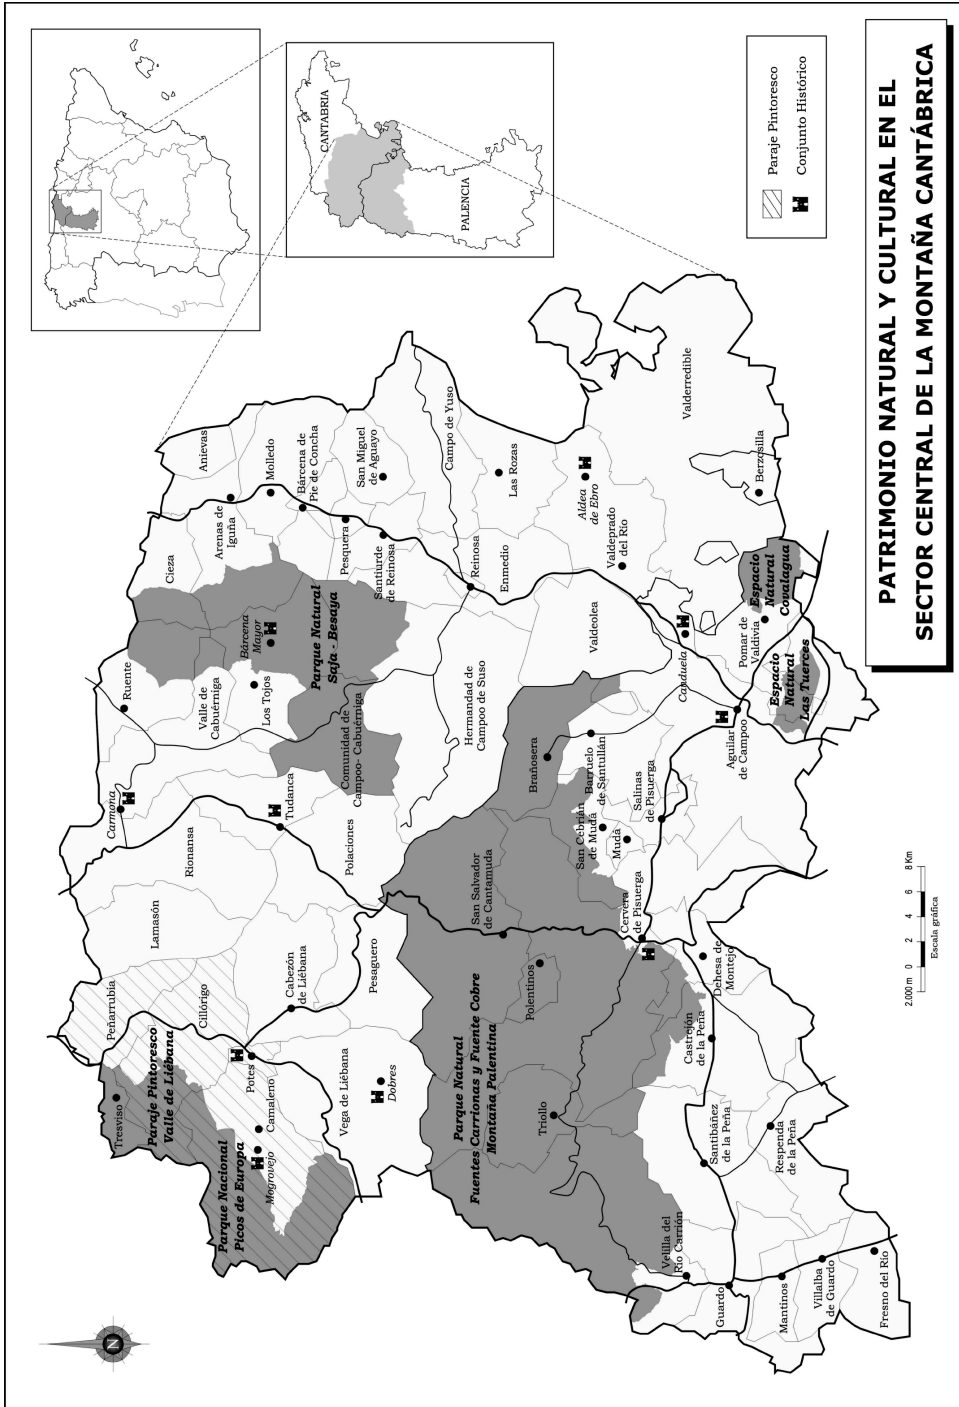 PATRIMONIO NATURAL Y CULTURAL EN EL
SECTOR CENTRAL DE LA MONTAÑA CANTÁBRICA
Paraje Pintoresco
Conjunto Histórico
CANTABRIA
PALENCIA
N
Tresviso
Peñarrubia
Paraje Pintoresco
Valle de Liébana
Parque Nacional
Picos de Europa
Mogrovejo
Camaleno
Potes
Cillórigo
Lamasón
Rionansa
Carmona
Ruente
Cabezón
de Liébana
Vega de Liébana
Dobres
Pesaguero
Polaciones
Tudanca
Los Tojos
Valle de
Cabuérniga
Bárcena
Mayor
Parque Natural
Saja - Besaya
Comunidad de
Campoo- Cabuérniga
Cieza
Anievas
Arenas de
Iguña
Molledo
Bárcena de
Pie de Concha
Pesquera
San Miguel
de Aguayo
Santiurde
de Reinosa
Reinosa
Campo de Yuso
Las Rozas
Enmedio
Hermandad de
Campoo de Suso
Valdeolea
Aldea
de Ebro
Valdeprado
del Río
Valderredible
Berzosilla
Parque Natural
Fuentes Carrionas y Fuente Cobre
Montaña Palentina
Triollo
Polentinos
San Salvador
de Cantamuda
Brañosera
Barruelo
de Santullán
San Cebrián
de Mudá
Mudá
Salinas
de Pisuerga
Cervera
de Pisuerga
Canduela
Aguilar
de Campoo
Pomar de
Valdivia
Espacio
Natural
Covalagua
Espacio
Natural
Las Tuerces
Dehesa de
Montejo
Castrejón
de la Peña
Santibáñez
de la Peña
Respenda
de la Peña
Velilla del
Río Carrión
Guardo
Mantinos
Villalba
de Guardo
Fresno del Río
2.000 m 0 2 4 6 8 Km
Escala gráfica